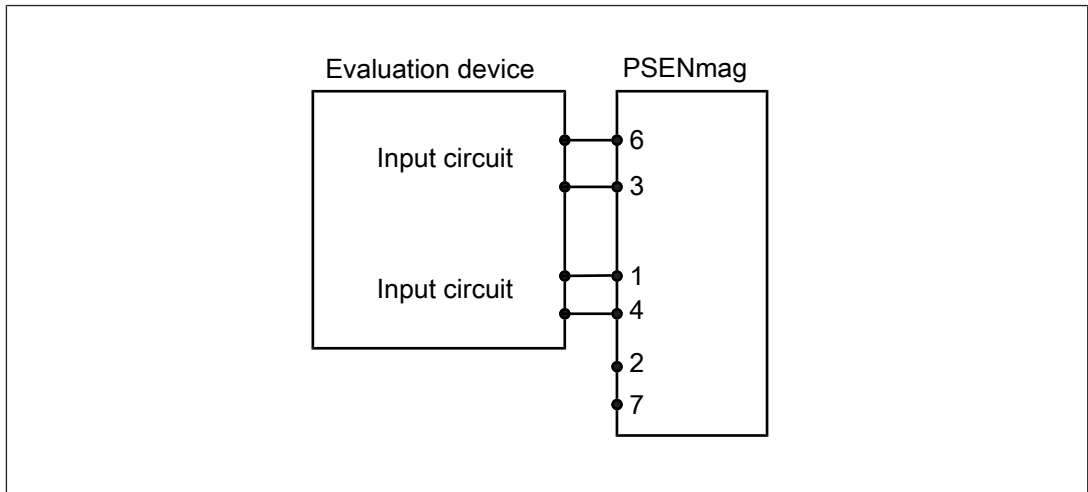 Evaluation device
PSENmag
Input circuit
6
3
Input circuit
1
4
2
7